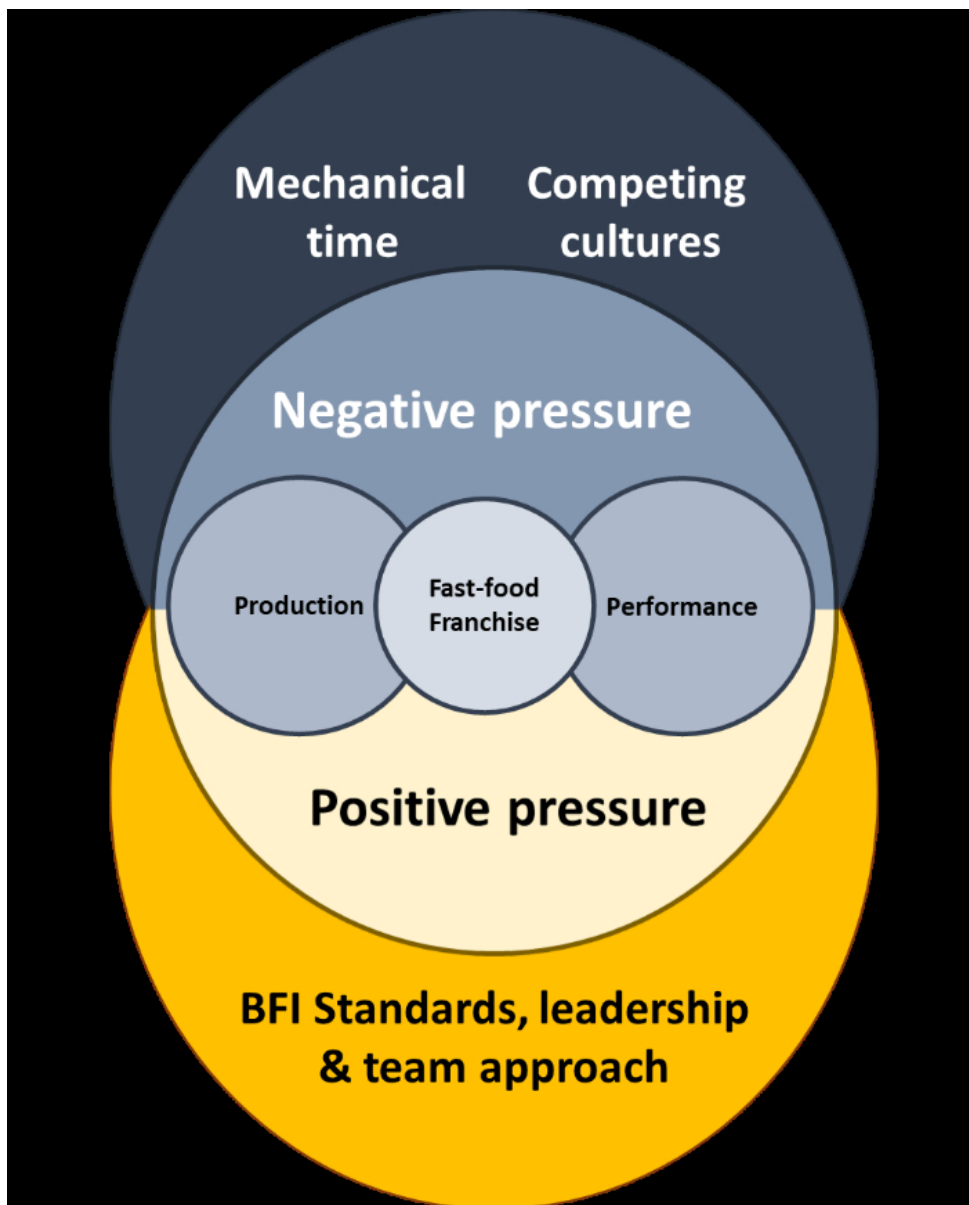 Mechanical
time
Competing
cultures
Negative pressure
Production
Fast-food
Franchise
Performance
Positive pressure
BFI Standards, leadership
& team approach